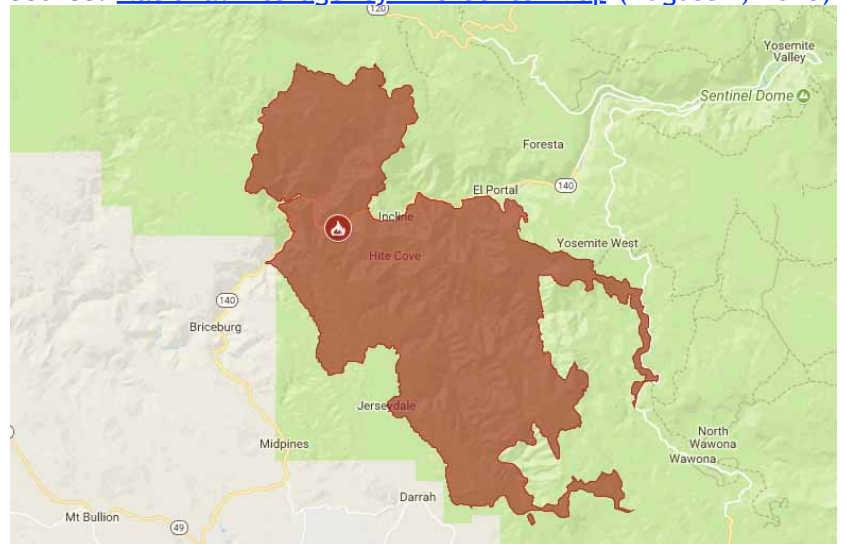 120
Yosemite
Valley
Sentinel Dome
Foresta
El Portal
140
Incline
Yosemite West
Hite Cove
140
Briceburg
Jerseydale
North
Wawona
Midpines
Wawona
Darrah
Mt Bullion
49